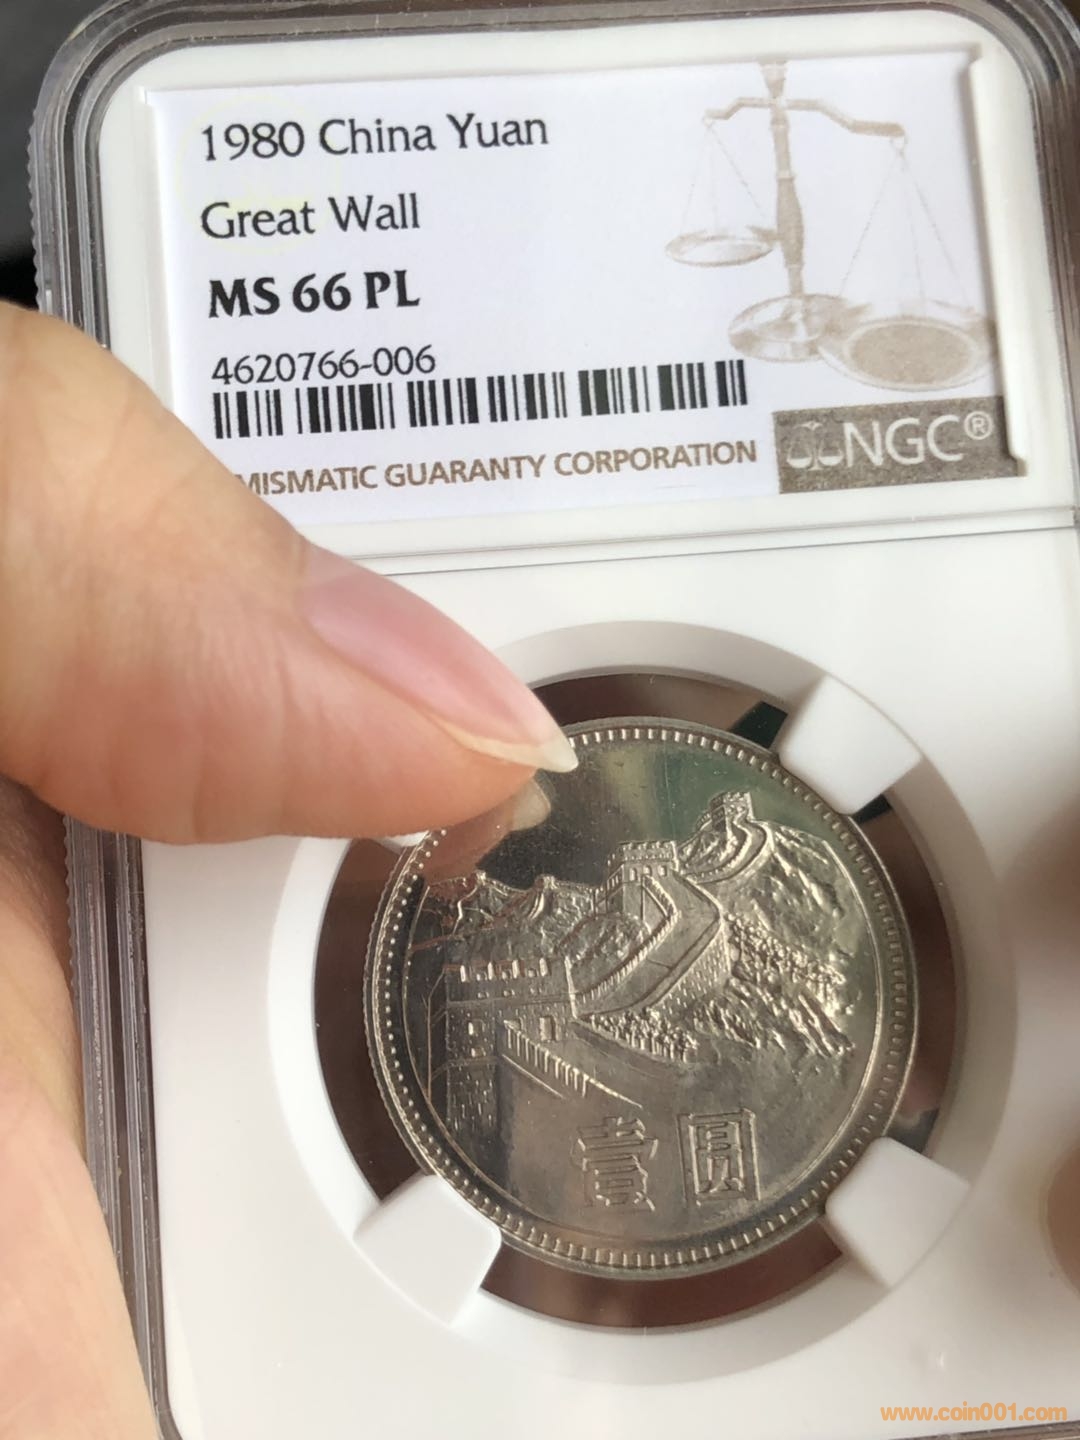 1980 China Yuan
Great Wall
MS 66 PL
4620766-006
MISMATIC GUARANTY CORPORATION
NGC®
壹圆
www.coin001.com